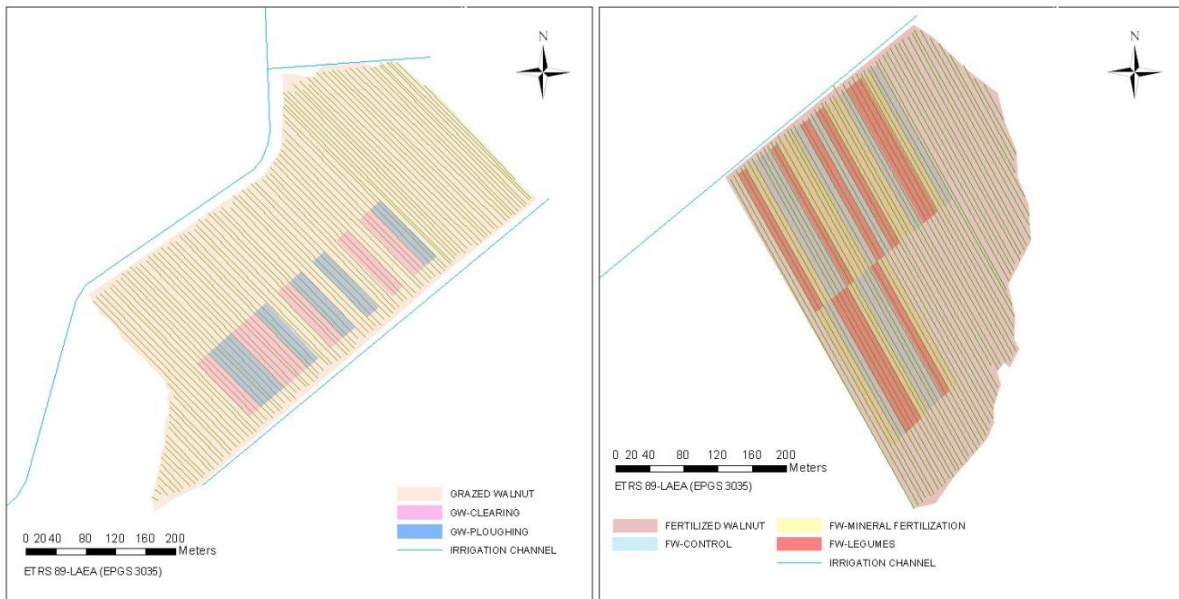 N
GRAZED WALNUT
GW-CLEARING
GW-PLOUGHING
IRRIGATION CHANNEL
0 20 40 80 120 160 200
Meters
ETRS 89-LAEA (EPGS 3035)
N
0 20 40 80 120 160 200
Meters
ETRS 89-LAEA (EPGS 3035)
FERTILIZED WALNUT FW-MINERAL FERTILIZATION
FW-CONTROL FW-LEGUMES
IRRIGATION CHANNEL